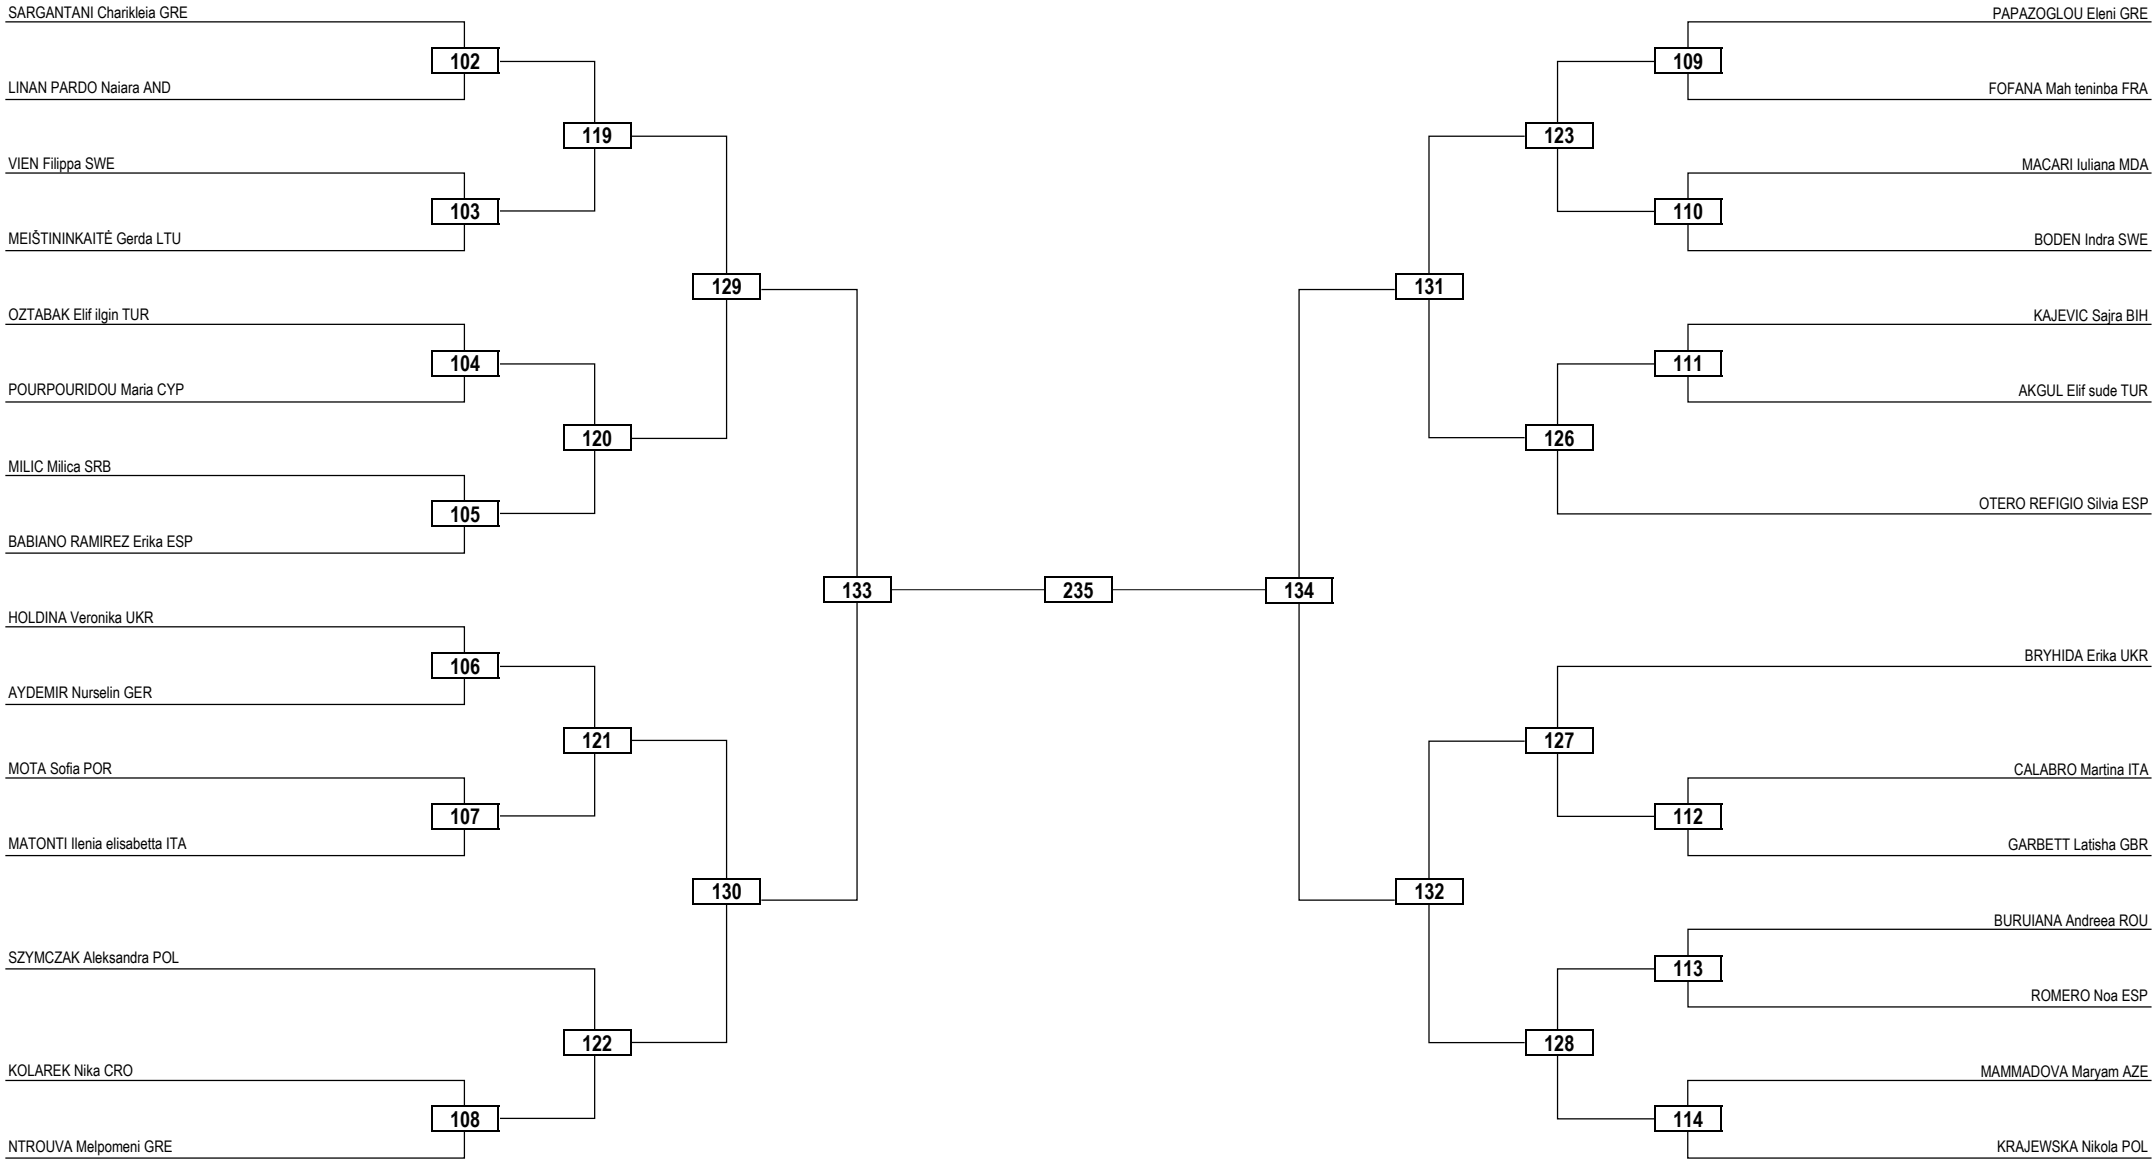 SARGANTANI Charikleia GRE
102
LINAN PARDO Naiara AND
119
VIEN Filippa SWE
103
MEIŠTININKAITĖ Gerda LTU
129
OZTABAK Elif ilgin TUR
104
POURPOURIDOU Maria CYP
120
MILIC Milica SRB
105
BABIANO RAMIREZ Erika ESP
133
HOLDINA Veronika UKR
106
AYDEMIR Nurselin GER
121
MOTA Sofia POR
107
MATONTI Ilenia elisabetta ITA
130
SZYMCZAK Aleksandra POL
122
KOLAREK Nika CRO
108
NTROUVA Melpomeni GRE
235
PAPAZOGLOU Eleni GRE
109
FOFANA Mah teninba FRA
123
MACARI Iuliana MDA
110
BODEN Indra SWE
131
KAJEVIC Sajra BIH
111
AKGUL Elif sude TUR
126
OTERO REFIGIO Silvia ESP
134
BRYHIDA Erika UKR
127
CALABRO Martina ITA
112
GARBETT Latisha GBR
132
BURUIANA Andreea ROU
113
ROMERO Noa ESP
128
MAMMADOVA Maryam AZE
114
KRAJEWSKA Nikola POL